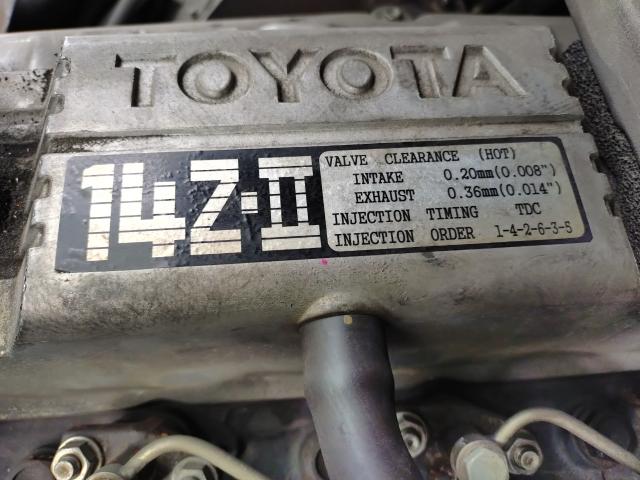 TOYOTA
14Z-II
VALVE CLEARANCE (HOT)
INTAKE 0.20mm(0.008")
EXHAUST 0.36mm(0.014")
INJECTION TIMING TDC
INJECTION ORDER 1-4-2-6-3-5